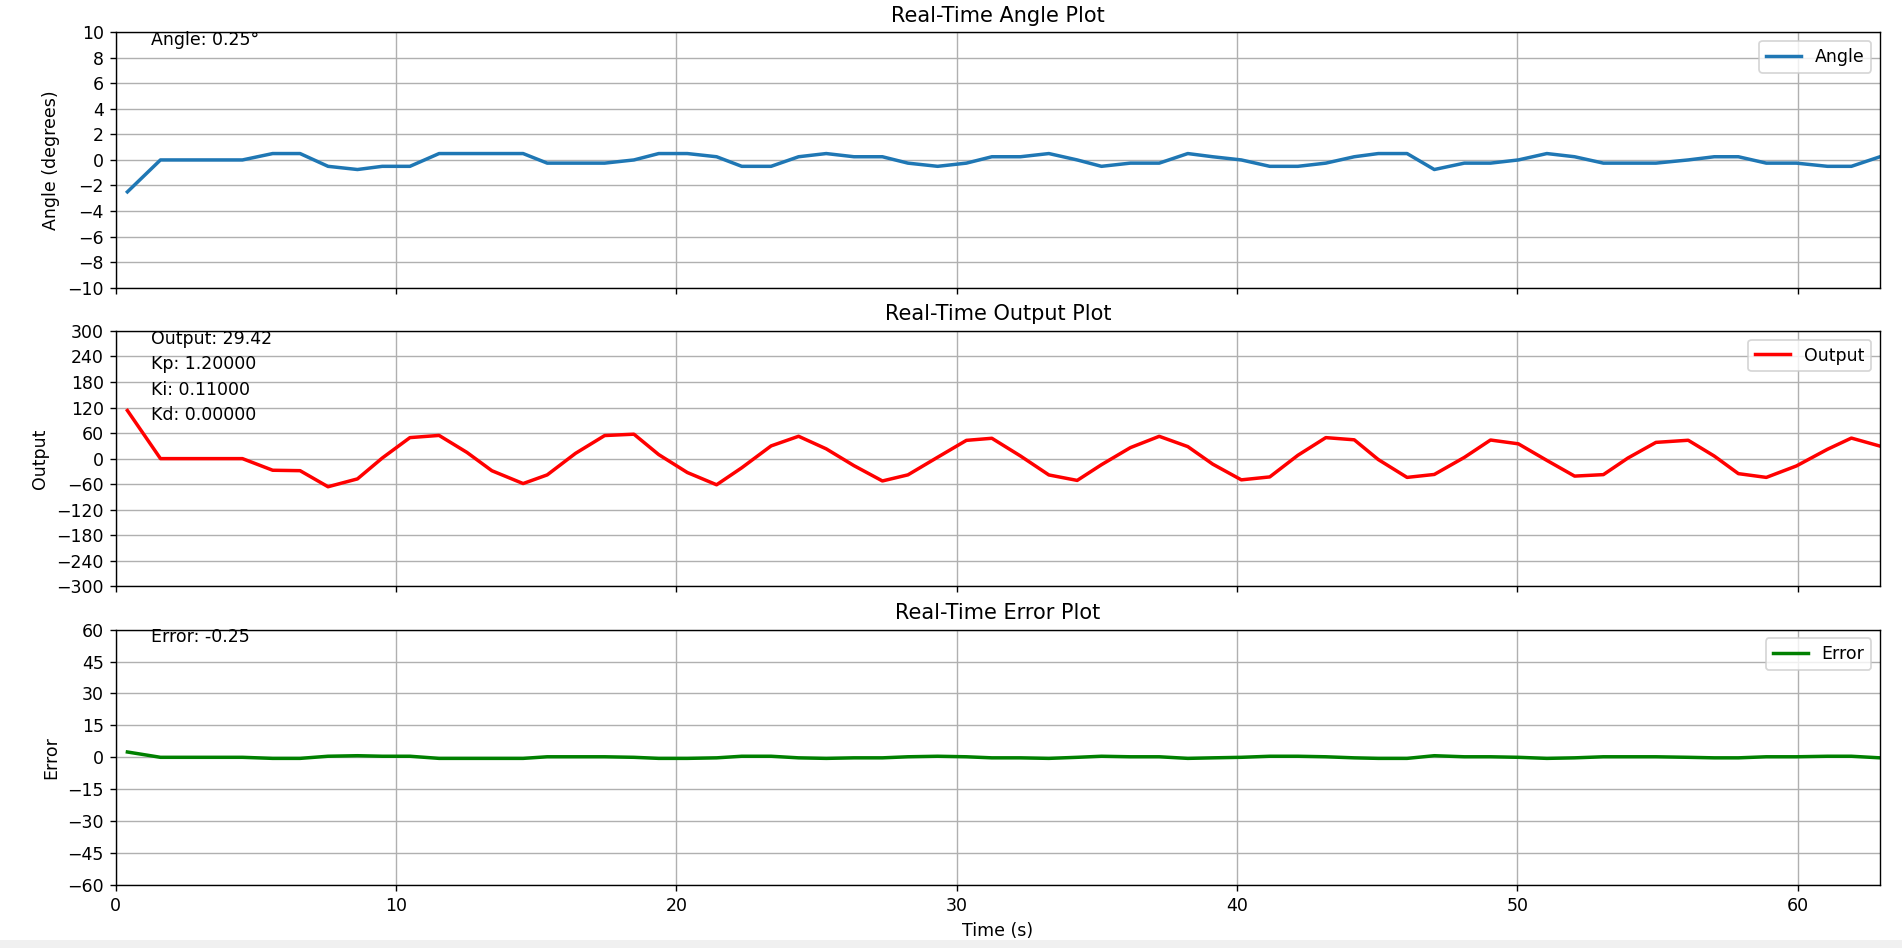 Real-Time Angle Plot
Angle: 0.25°
Angle
Angle (degrees)
10
8
6
4
2
0
−2
−4
−6
−8
−10
Real-Time Output Plot
Output: 29.42
Kp: 1.20000
Ki: 0.11000
Kd: 0.00000
Output
Output
300
240
180
120
60
0
−60
−120
−180
−240
−300
Real-Time Error Plot
Error: -0.25
Error
Error
60
45
30
15
0
−15
−30
−45
−60
0 10 20 30 40 50 60
Time (s)